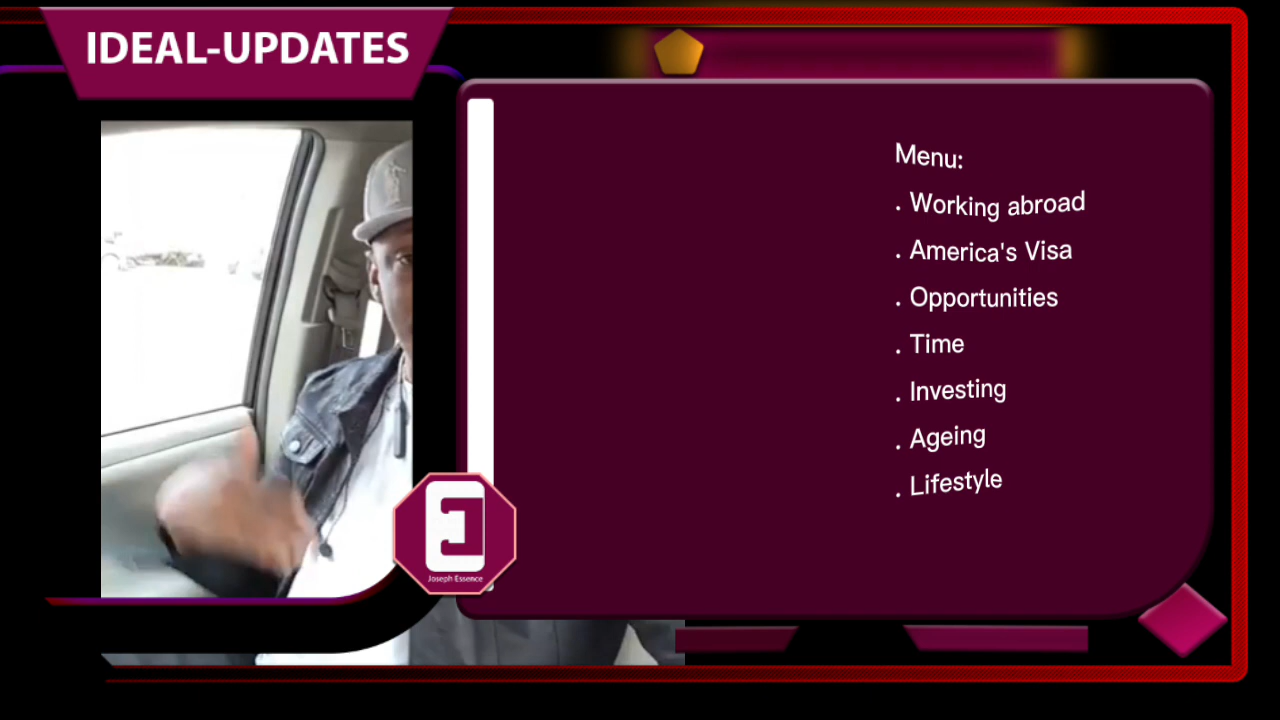 IDEAL-UPDATES
Menu:
. Working abroad
. America's Visa
. Opportunities
. Time
. Investing
. Ageing
. Lifestyle
Joseph Essence